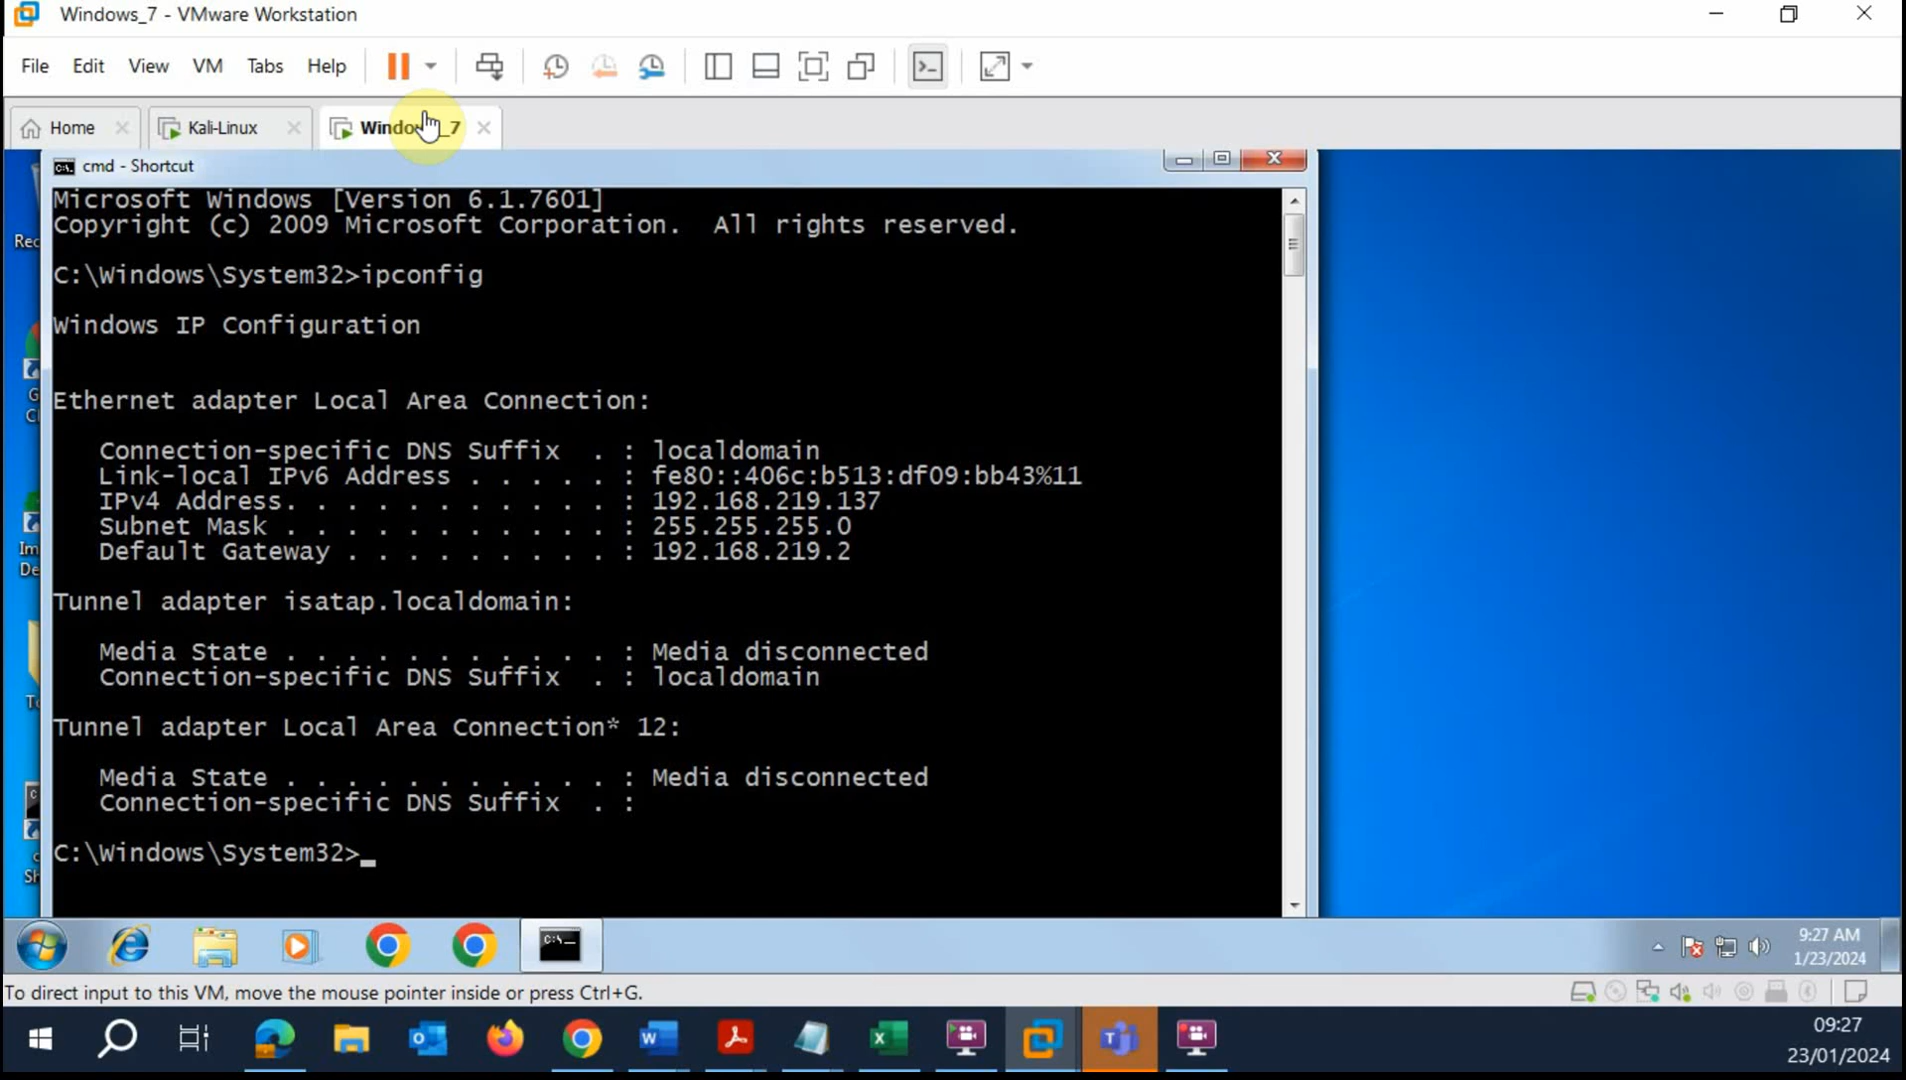 Windows_7 - VMware Workstation
File Edit View VM Tabs Help
Home Kali-Linux
cmd - Shortcut
Microsoft Windows [Version 6.1.7601]
Copyright (c) 2009 Microsoft Corporation.  All rights reserved.
C:\Windows\System32>ipconfig
Windows IP Configuration
Ethernet adapter Local Area Connection:
Connection-specific DNS Suffix  . : localdomain
Link-local IPv6 Address . . . . . : fe80::406c:b513:df09:bb43%11
IPv4 Address. . . . . . . . . . . : 192.168.219.137
Subnet Mask . . . . . . . . . . . : 255.255.255.0
Default Gateway . . . . . . . . . : 192.168.219.2
Tunnel adapter isatap.localdomain:
Media State . . . . . . . . . . . : Media disconnected
Connection-specific DNS Suffix  . : localdomain
Tunnel adapter Local Area Connection* 12:
Media State . . . . . . . . . . . : Media disconnected
Connection-specific DNS Suffix  . :
C:\Windows\System32>_
9:27 AM
1/23/2024
To direct input to this VM, move the mouse pointer inside or press Ctrl+G.
09:27
23/01/2024